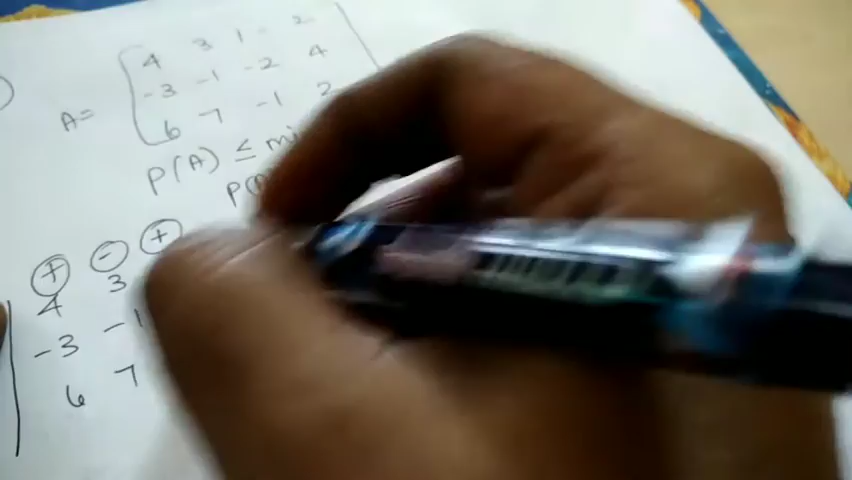 4 3 1 2
A= -3 -1 -2 4
6 7 -1 2
P(A) ≤ mi
P(
+ - +
4 3
-3 -1
6 7